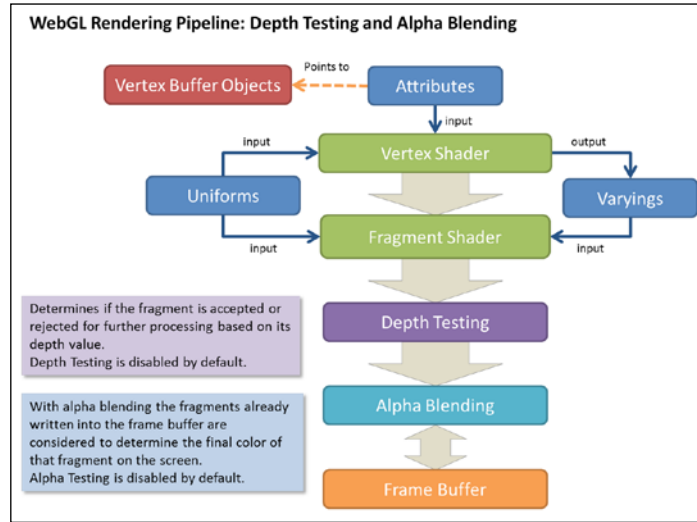 WebGL Rendering Pipeline: Depth Testing and Alpha Blending
Points to
Vertex Buffer Objects
Attributes
input
input
Vertex Shader
output
Uniforms
Varyings
input
Fragment Shader
input
Determines if the fragment is accepted or
rejected for further processing based on its
depth value.
Depth Testing is disabled by default.
Depth Testing
With alpha blending the fragments already
written into the frame buffer are
considered to determine the final color of
that fragment on the screen.
Alpha Testing is disabled by default.
Alpha Blending
Frame Buffer